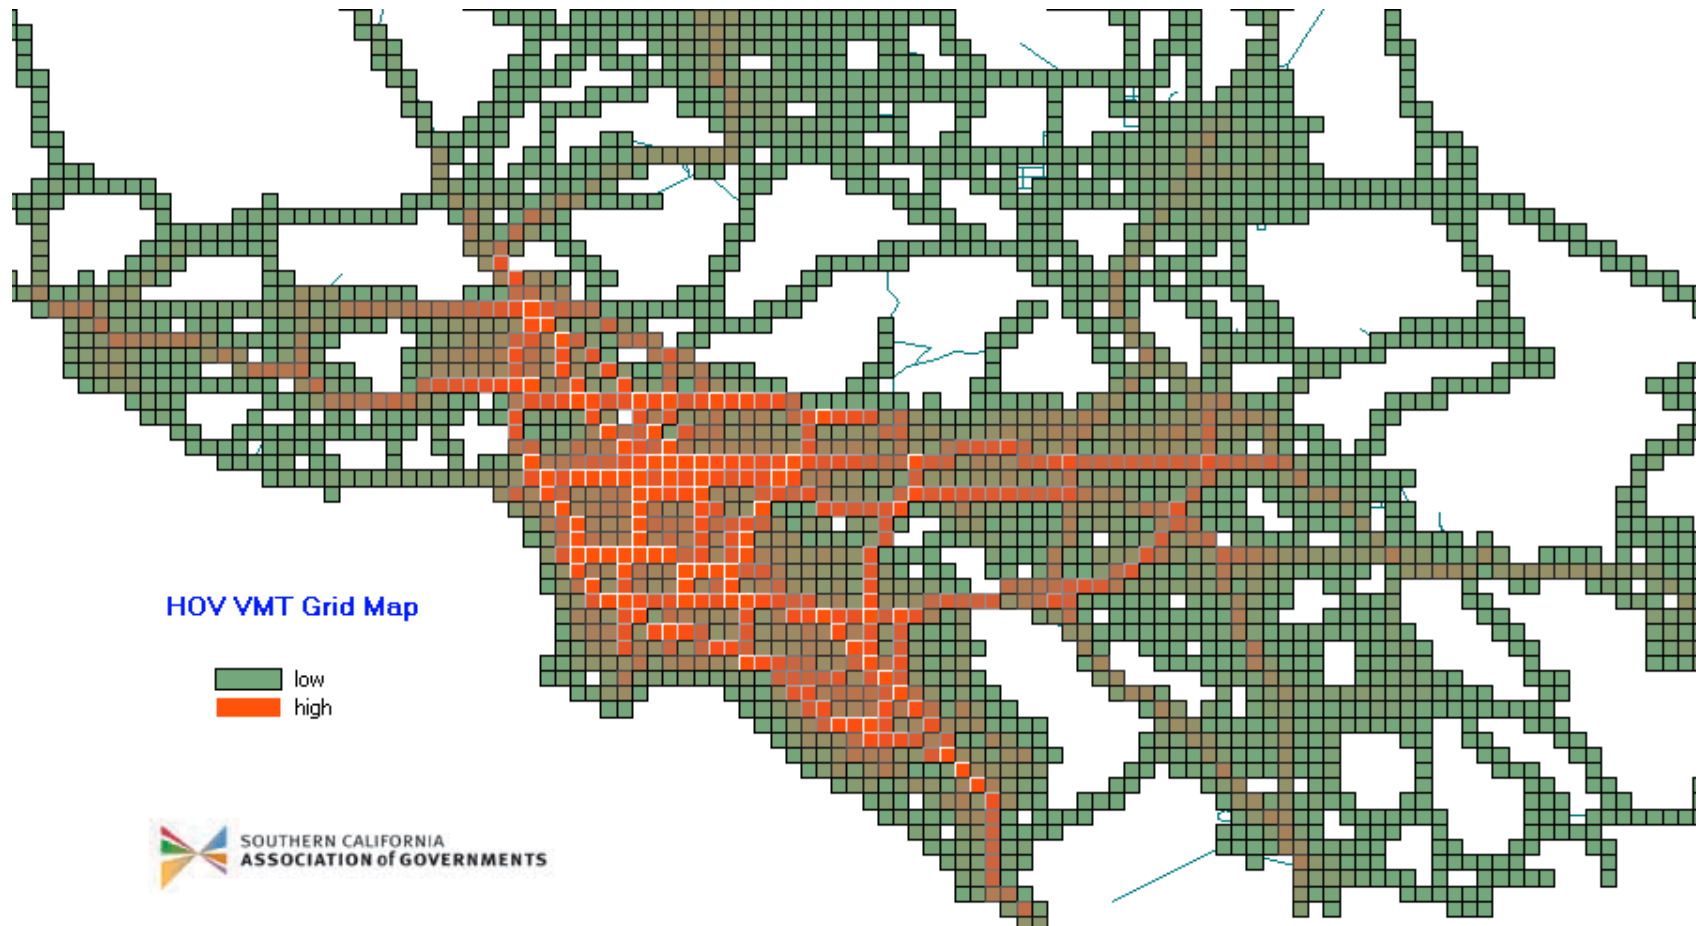 HOV VMT Grid Map
low
high
SOUTHERN CALIFORNIA
ASSOCIATION of GOVERNMENTS